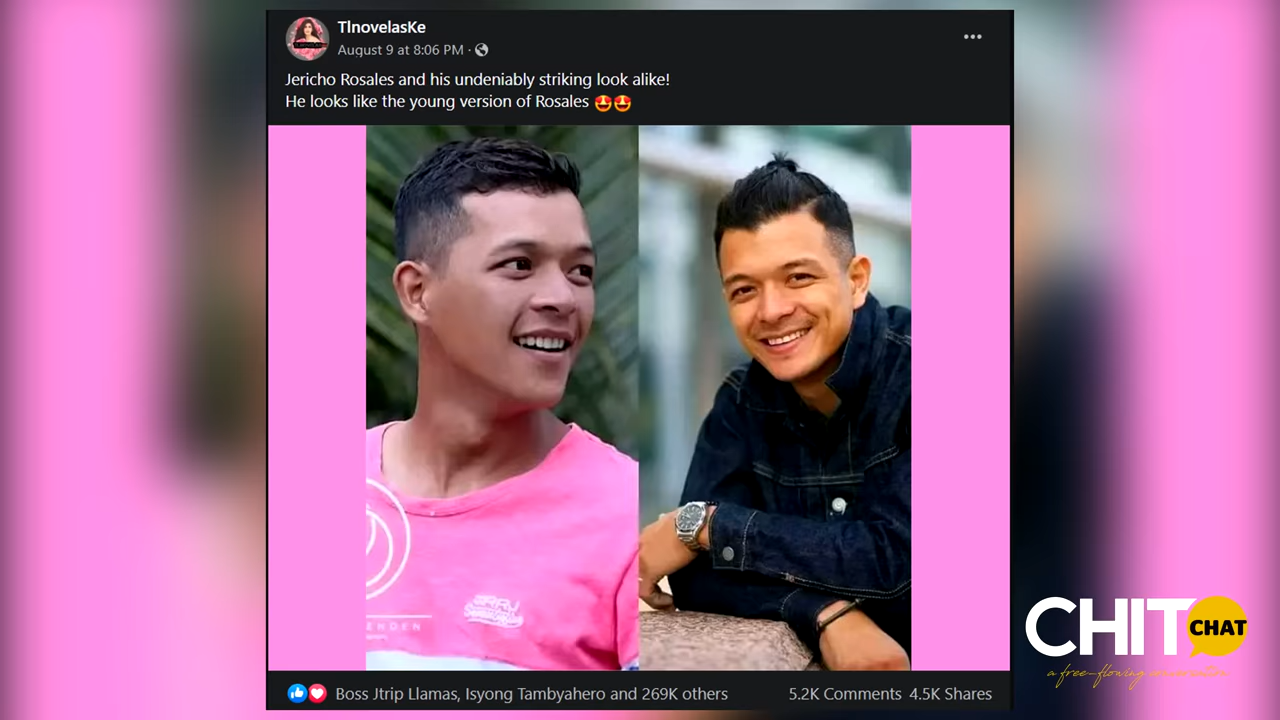 TlnovelasKe
August 9 at 8:06 PM ·
Jericho Rosales and his undeniably striking look alike!
He looks like the young version of Rosales 🤩🤩
ENDEN
Boss Jtrip Llamas, Isyong Tambyahero and 269K others
5.2K Comments 4.5K Shares
CHIT
CHAT
a free-flowing conversation